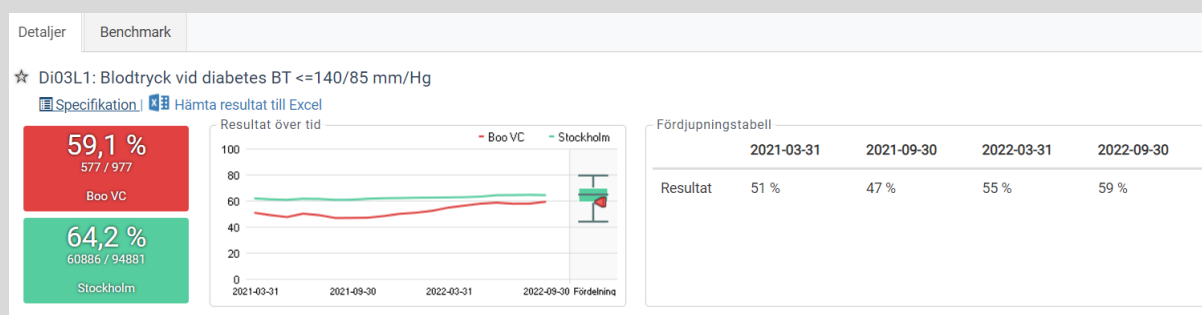 Detaljer Benchmark
Di03L1: Blodtryck vid diabetes BT <=140/85 mm/Hg
Specifikation | Hämta resultat till Excel
59,1 %
577 / 977
Boo VC
64,2 %
60886 / 94881
Stockholm
Resultat över tid
Boo VC Stockholm
100
80
60
40
20
0
2021-03-31 2021-09-30 2022-03-31 2022-09-30 Fördelning
Fördjupningstabell
2021-03-31 2021-09-30 2022-03-31 2022-09-30
Resultat 51 % 47 % 55 % 59 %